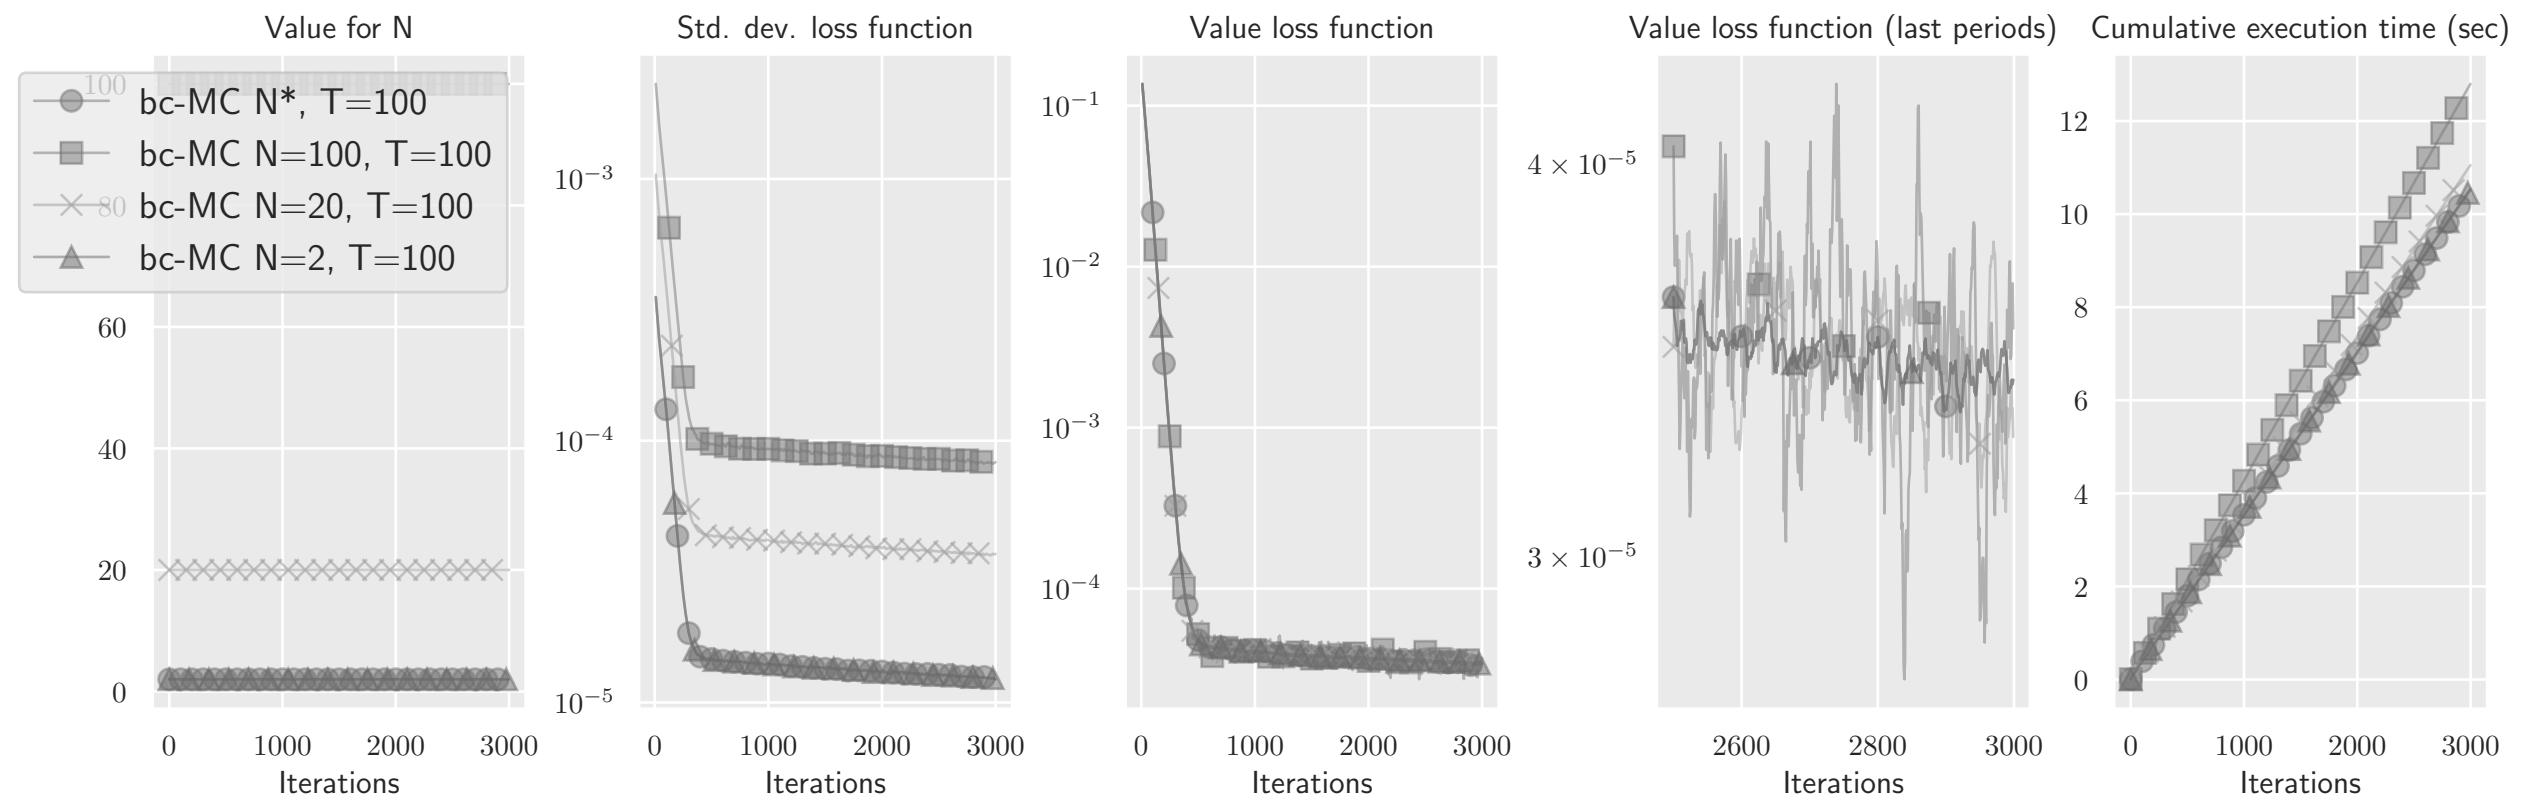 Value for N
Std. dev. loss function
Value loss function
Value loss function (last periods)
Cumulative execution time (sec)
bc-MC N*, T=100
bc-MC N=100, T=100
bc-MC N=20, T=100
bc-MC N=2, T=100
100
80
60
40
20
0
0 1000 2000 3000
Iterations
10⁻³
10⁻⁴
10⁻⁵
0 1000 2000 3000
Iterations
10⁻¹
10⁻²
10⁻³
10⁻⁴
0 1000 2000 3000
Iterations
4 × 10⁻⁵
3 × 10⁻⁵
2600 2800 3000
Iterations
12
10
8
6
4
2
0
0 1000 2000 3000
Iterations